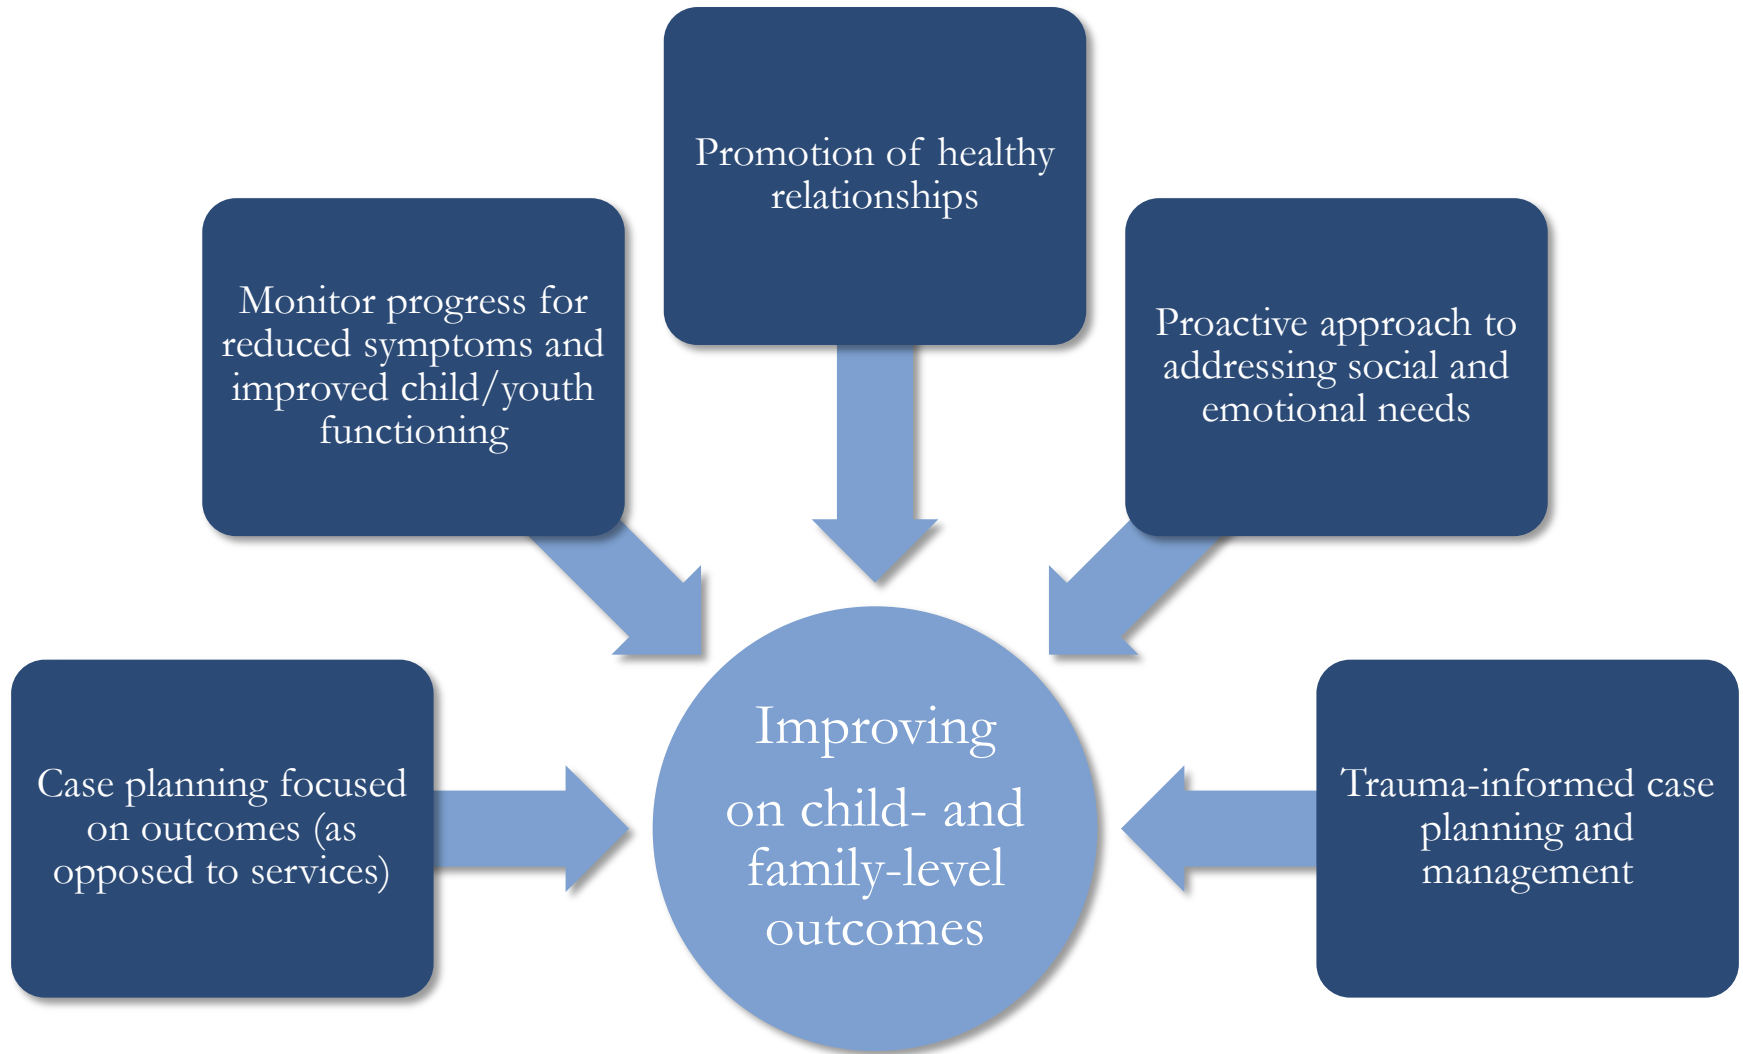 Promotion of healthy
relationships
Monitor progress for
reduced symptoms and
improved child/youth
functioning
Proactive approach to
addressing social and
emotional needs
Case planning focused
on outcomes (as
opposed to services)
Improving
on child- and
family-level
outcomes
Trauma-informed case
planning and
management